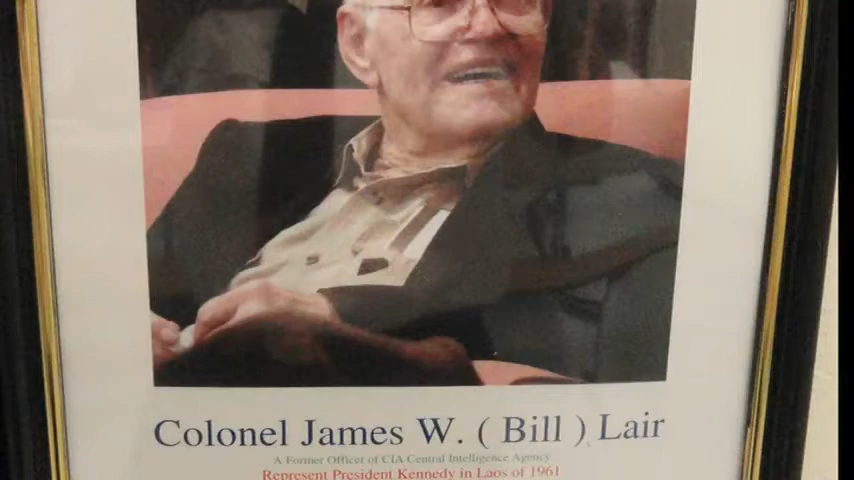 Colonel James W. ( Bill ) Lair
A Former Officer of CIA Central Intelligence Agency
Represent President Kennedy in Laos of 1961